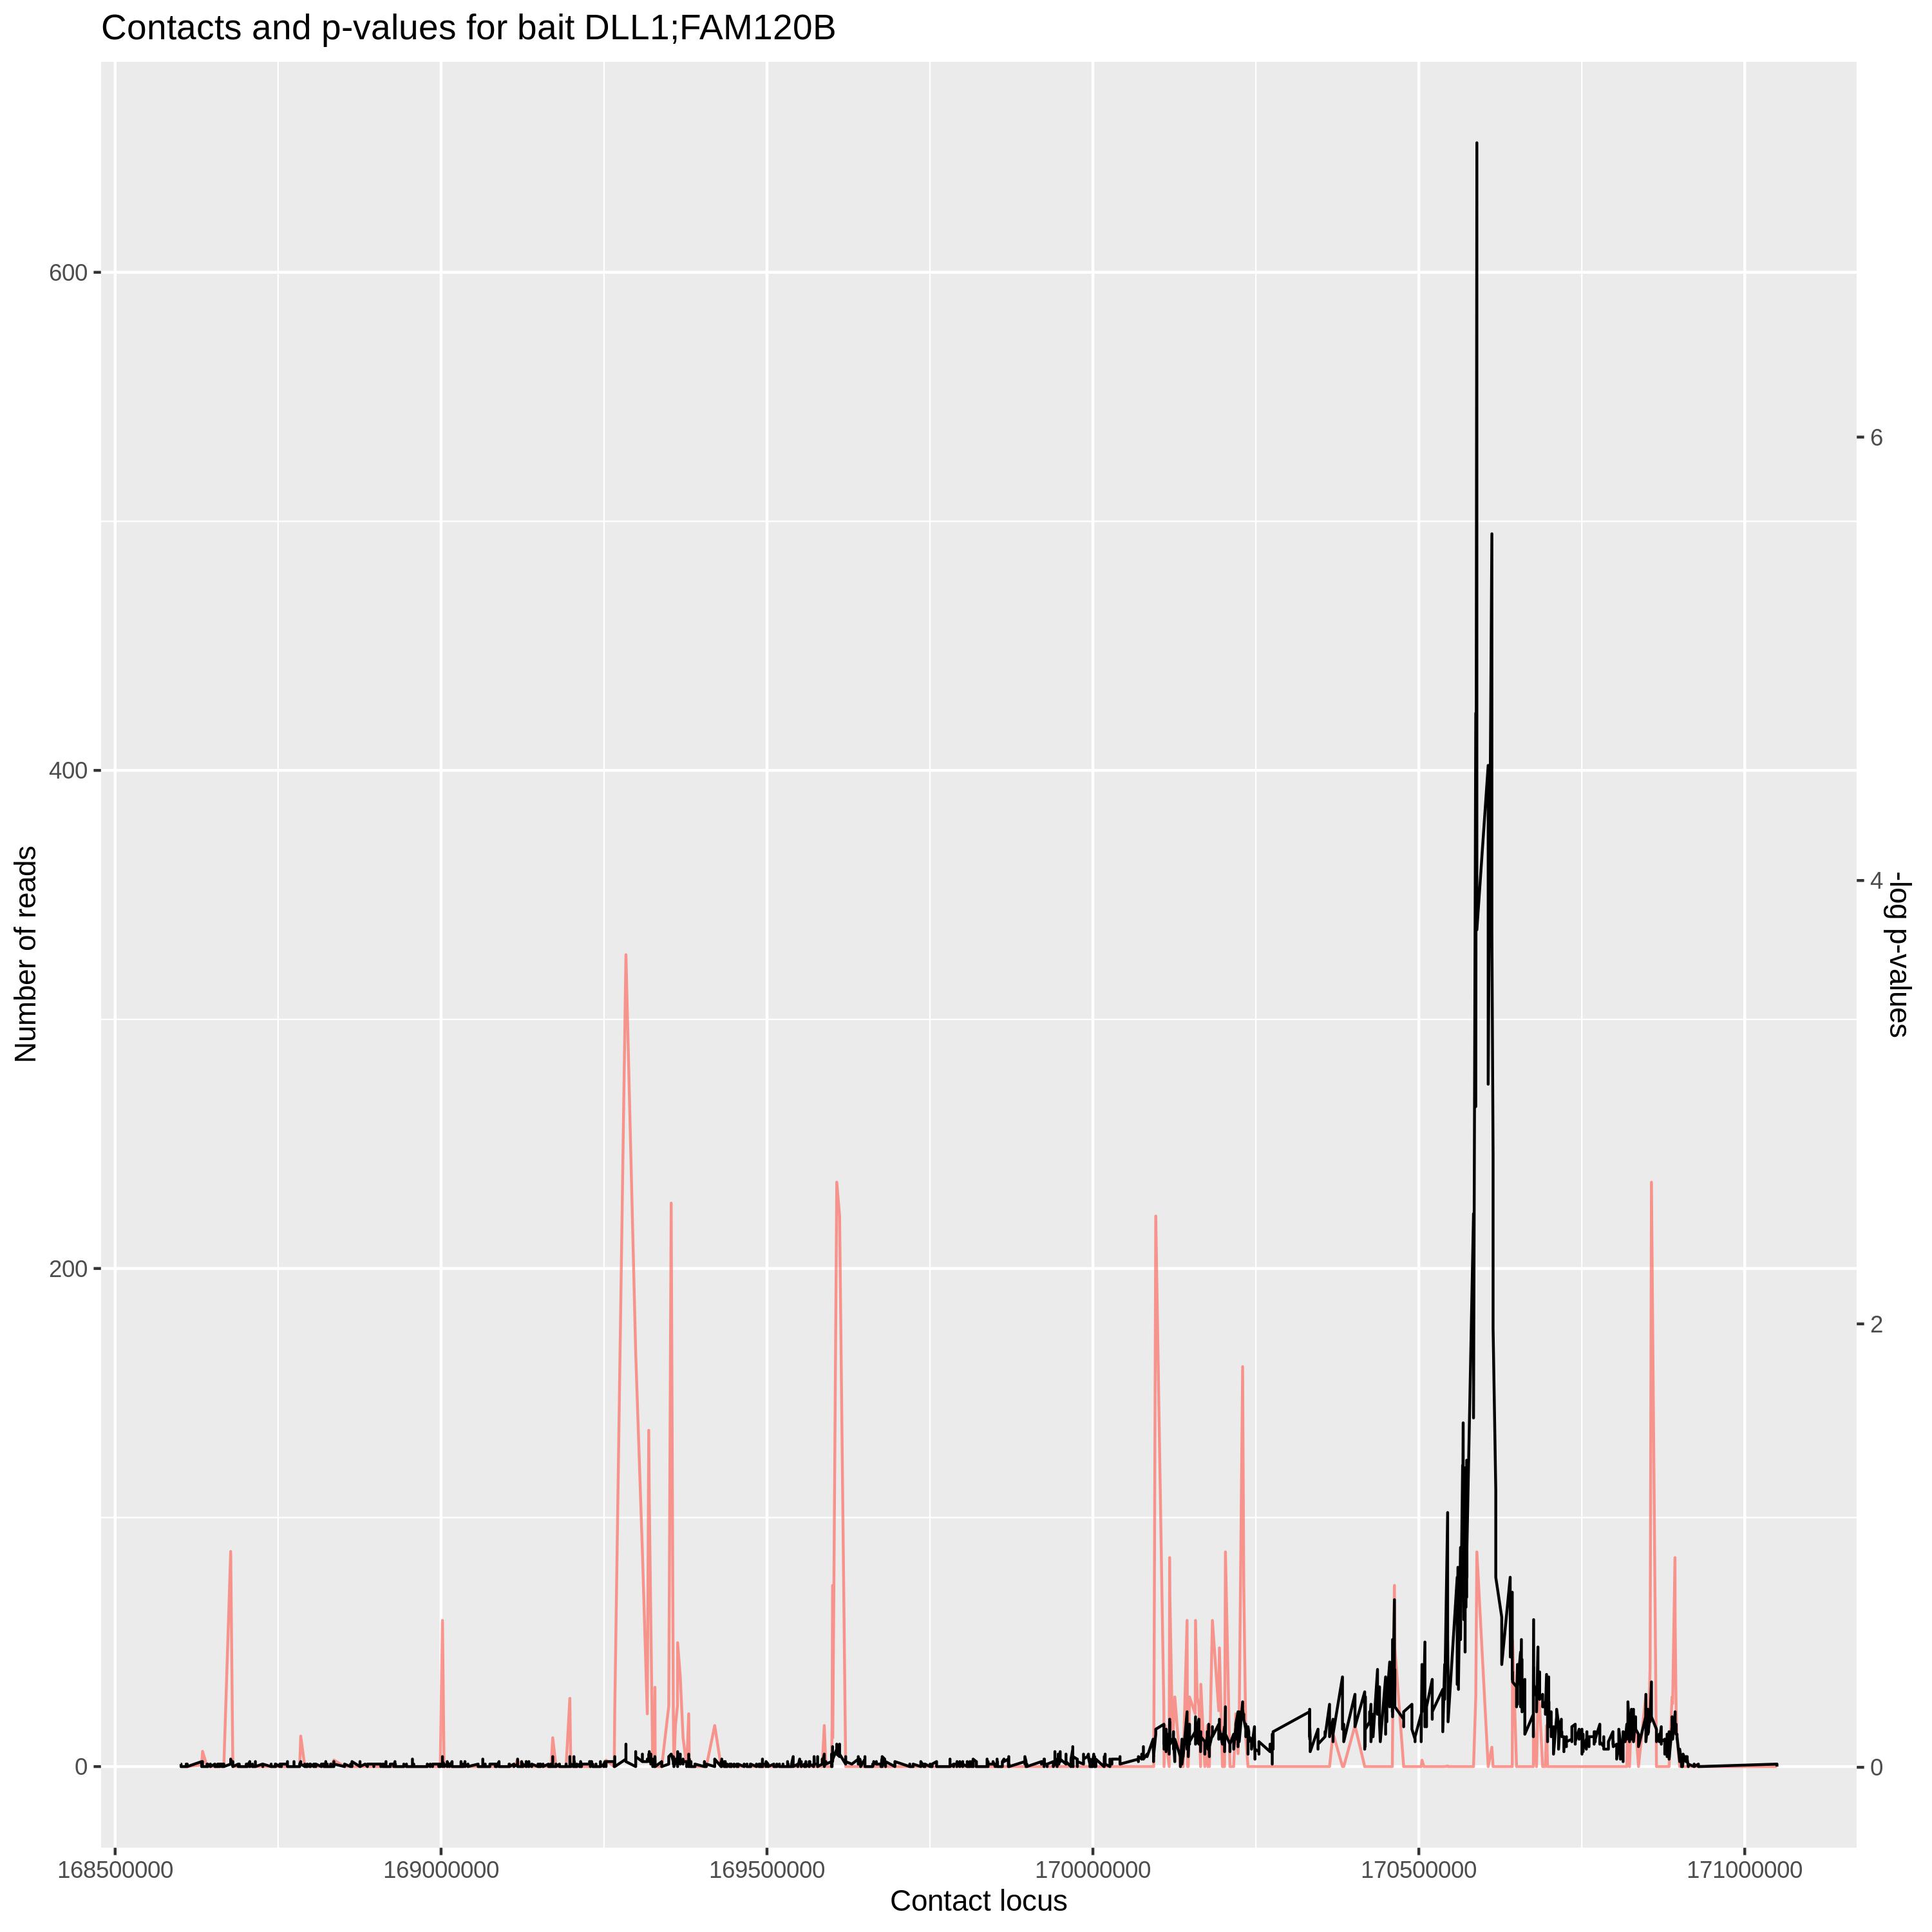 Contacts and p-values for bait DLL1;FAM120B
Number of reads
600
400
200
0
6
4
2
0
-log p-values
168500000 169000000 169500000 170000000 170500000 171000000
Contact locus